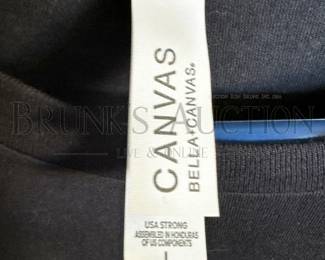 CANVAS
BELLA+CANVAS®
BRUNK'S AUCTION
LIVE & ONLINE
USA STRONG
ASSEMBLED IN HONDURAS
OF US COMPONENTS